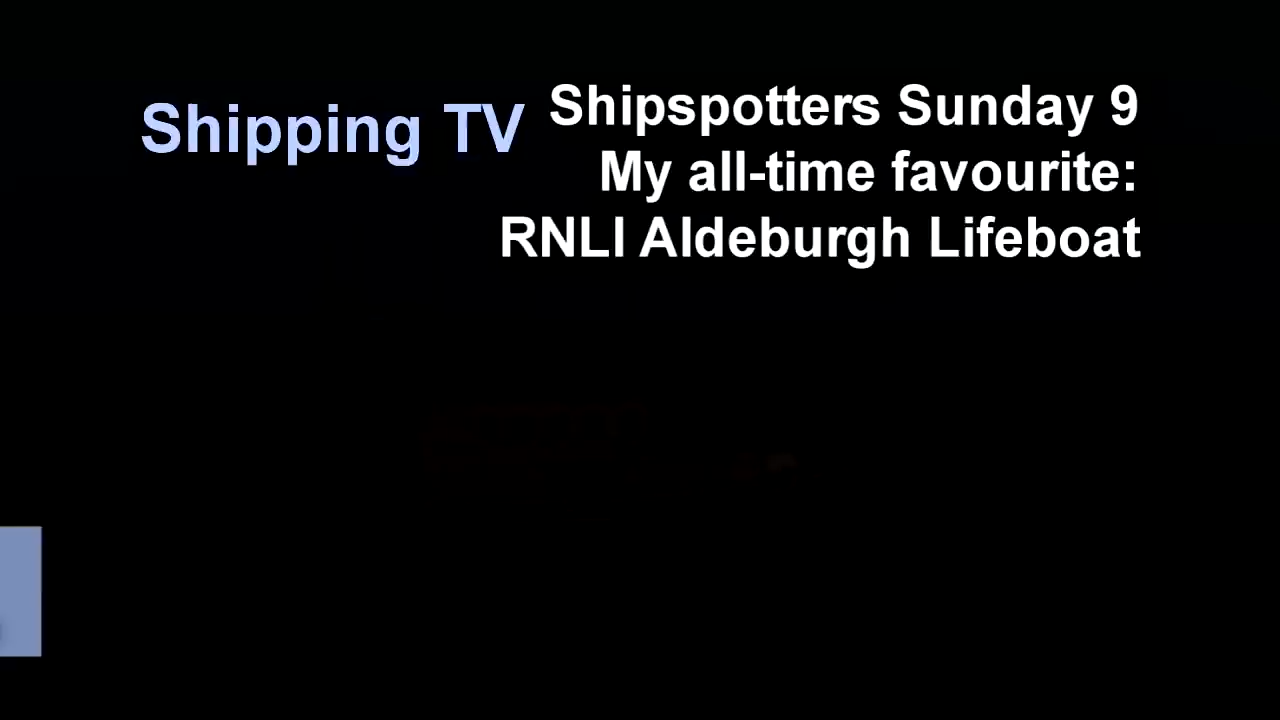 Shipping TV
Shipspotters Sunday 9
My all-time favourite:
RNLI Aldeburgh Lifeboat